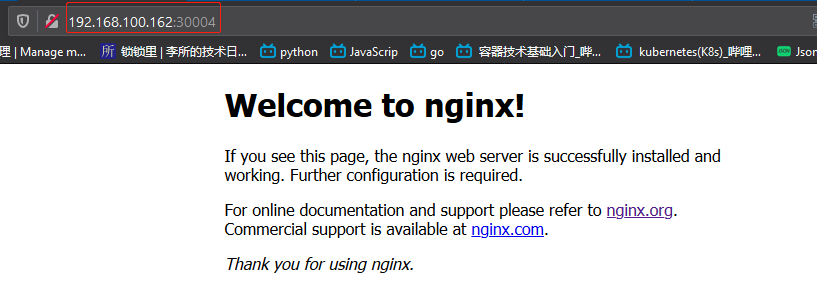 192.168.100.162:30004
理 | Manage m... 所 锁锁里 | 李所的技术日... python JavaScrip go 容器技术基础入门_哔... kubernetes(K8s)_哔哩... Json
Welcome to nginx!
If you see this page, the nginx web server is successfully installed and
working. Further configuration is required.
For online documentation and support please refer to nginx.org.
Commercial support is available at nginx.com.
Thank you for using nginx.